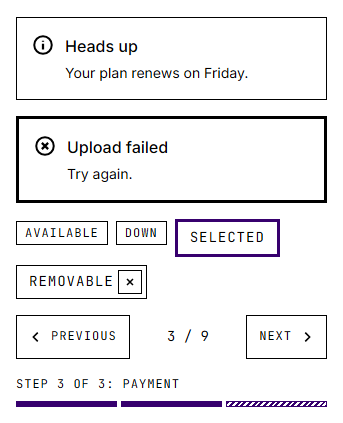 Heads up
Your plan renews on Friday.
Upload failed
Try again.
AVAILABLE DOWN SELECTED
REMOVABLE
PREVIOUS 3 / 9 NEXT
STEP 3 OF 3: PAYMENT